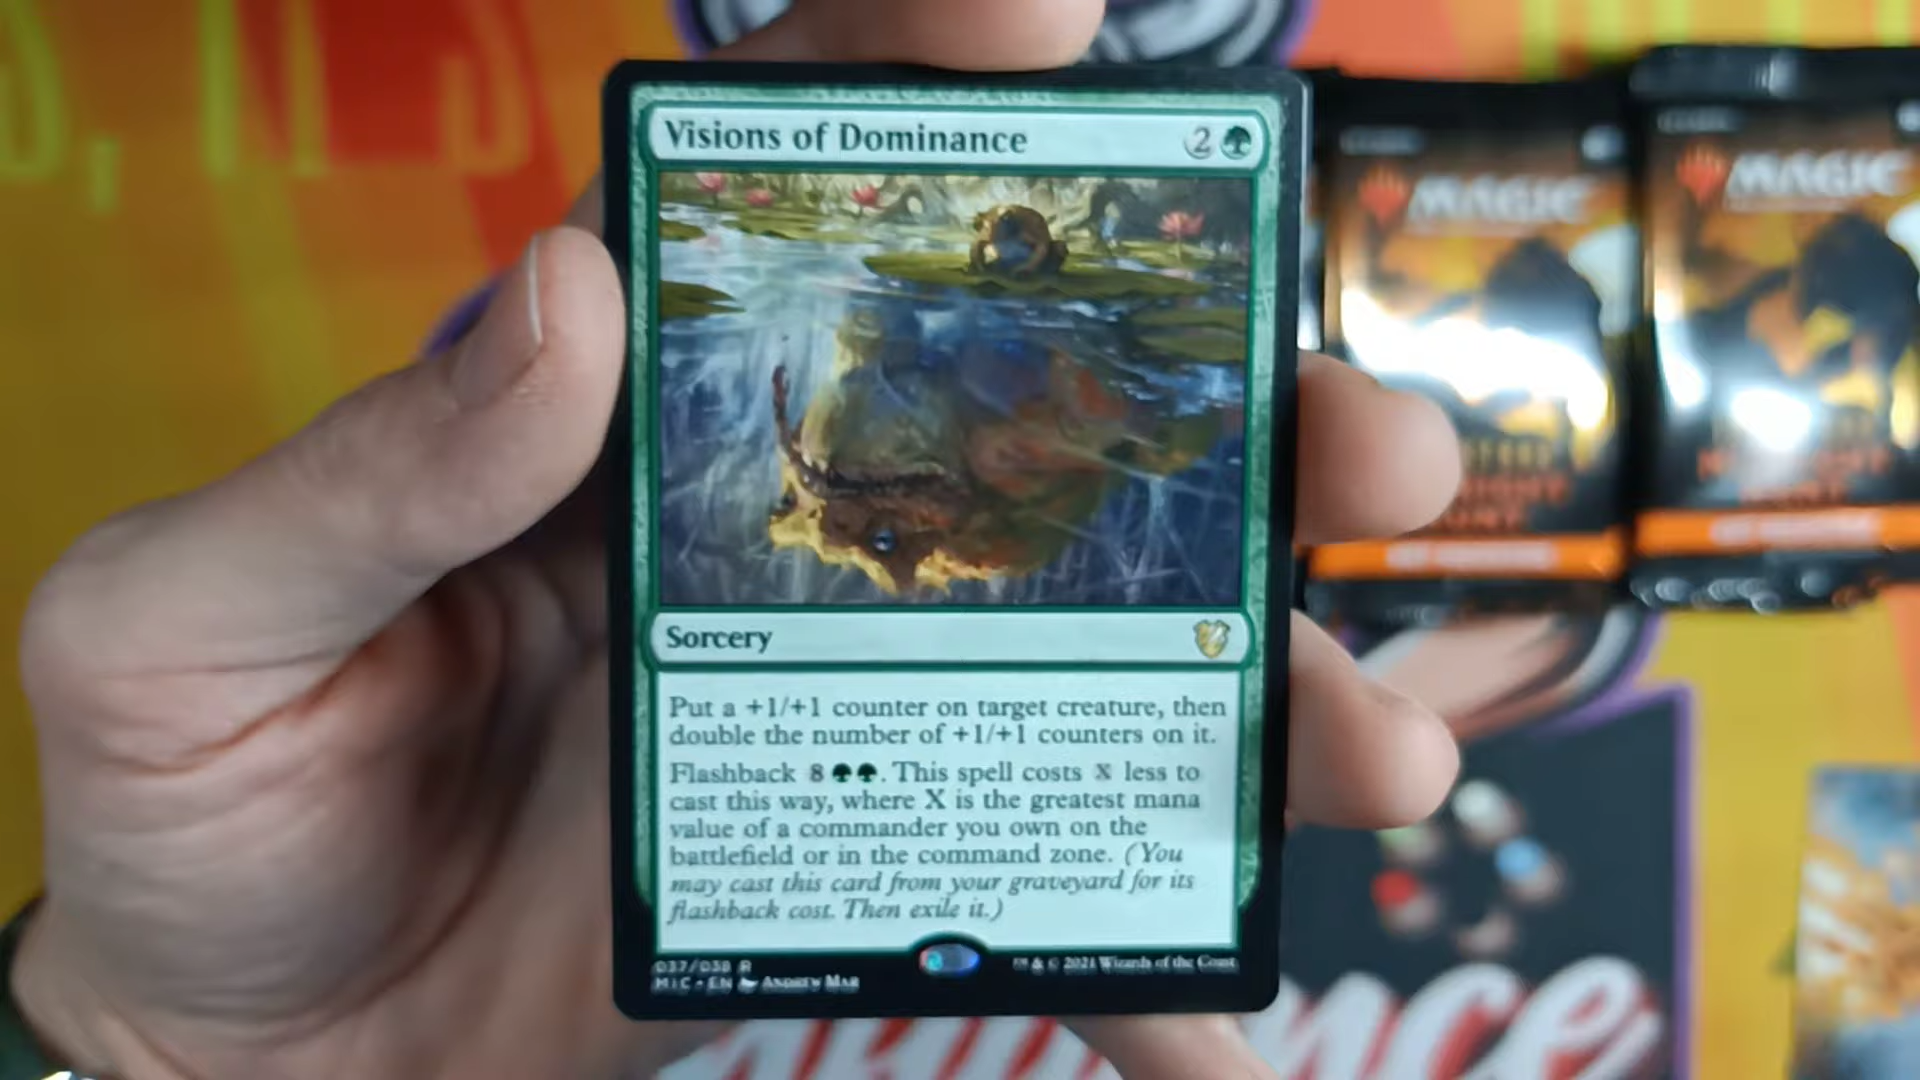 Visions of Dominance 2
MAGIC
MAGIC
Sorcery
Put a +1/+1 counter on target creature, then
double the number of +1/+1 counters on it.
Flashback 8 . This spell costs X less to
cast this way, where X is the greatest mana
value of a commander you own on the
battlefield or in the command zone. (You
may cast this card from your graveyard for its
flashback cost. Then exile it.)
037/038 R
MIC • EN Andrew Mar
™ & © 2021 Wizards of the Coast